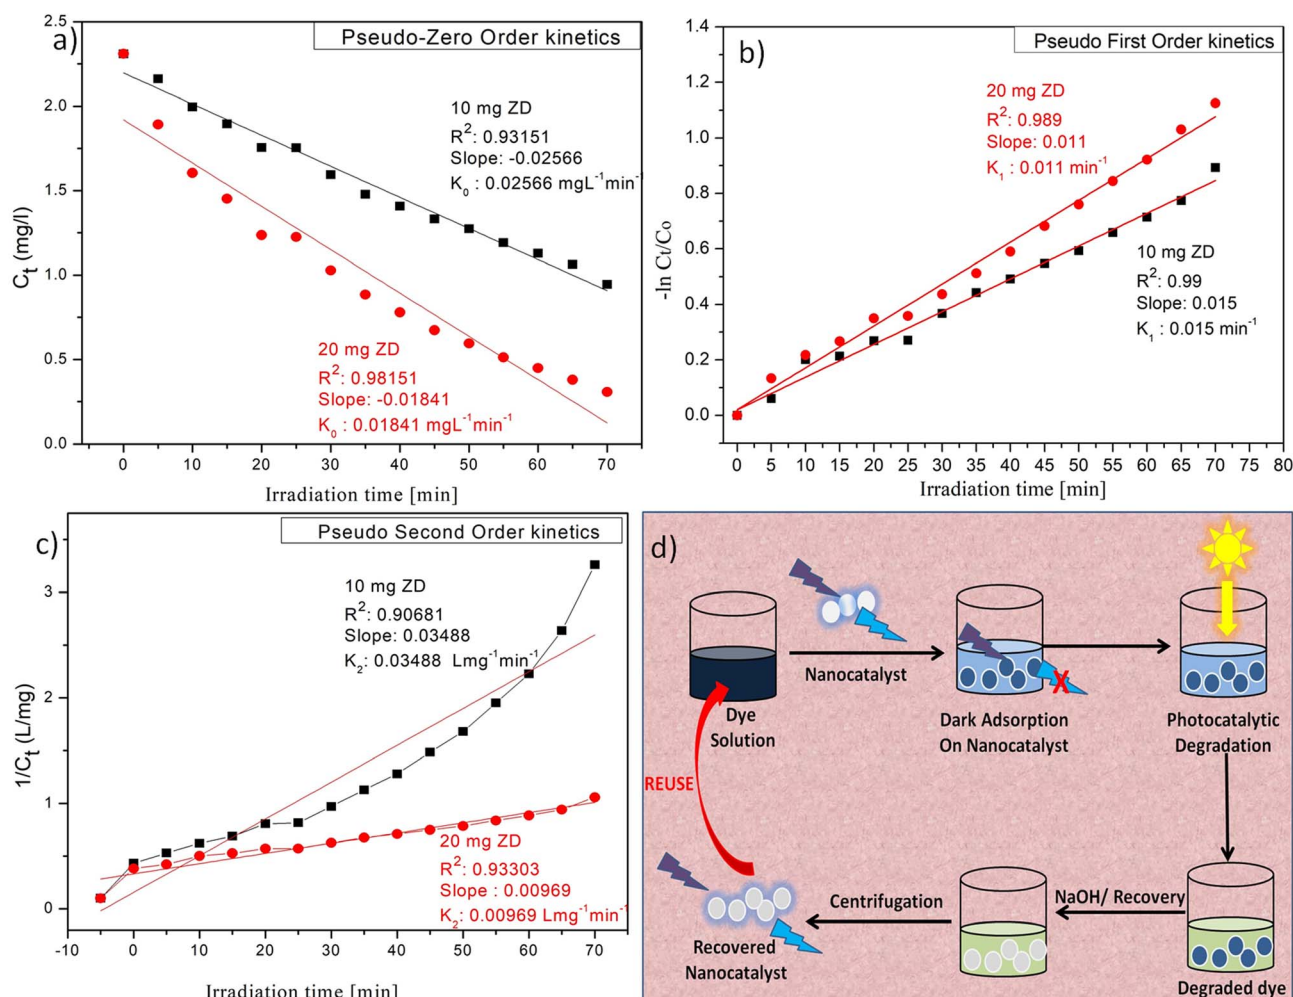 a)
Pseudo-Zero Order kinetics
2.5
2.0
1.5
1.0
0.5
0.0
Cₜ (mg/l)
10 mg ZD
R²: 0.93151
Slope: -0.02566
K₀ : 0.02566 mgL⁻¹min⁻¹
20 mg ZD
R²: 0.98151
Slope: -0.01841
K₀ : 0.01841 mgL⁻¹min⁻¹
0 10 20 30 40 50 60 70
Irradiation time [min]
b)
Pseudo First Order kinetics
1.4
1.2
1.0
0.8
0.6
0.4
0.2
0.0
-ln Ct/Co
20 mg ZD
R²: 0.989
Slope: 0.011
K₁ : 0.011 min⁻¹
10 mg ZD
R²: 0.99
Slope: 0.015
K₁ : 0.015 min⁻¹
0 5 10 15 20 25 30 35 40 45 50 55 60 65 70 75 80
Irradiation time [min]
c)
Pseudo Second Order kinetics
3
2
1
0
1/Cₜ (L/mg)
10 mg ZD
R²: 0.90681
Slope: 0.03488
K₂: 0.03488 Lmg⁻¹min⁻¹
20 mg ZD
R²: 0.93303
Slope : 0.00969
K₂: 0.00969 Lmg⁻¹min⁻¹
-10 0 10 20 30 40 50 60 70
Irradiation time [min]
d)
Nanocatalyst
X
Dye
Solution
Dark Adsorption
On Nanocatalyst
Photocatalytic
Degradation
REUSE
Centrifugation
NaOH/ Recovery
Recovered
Nanocatalyst
Degraded dye